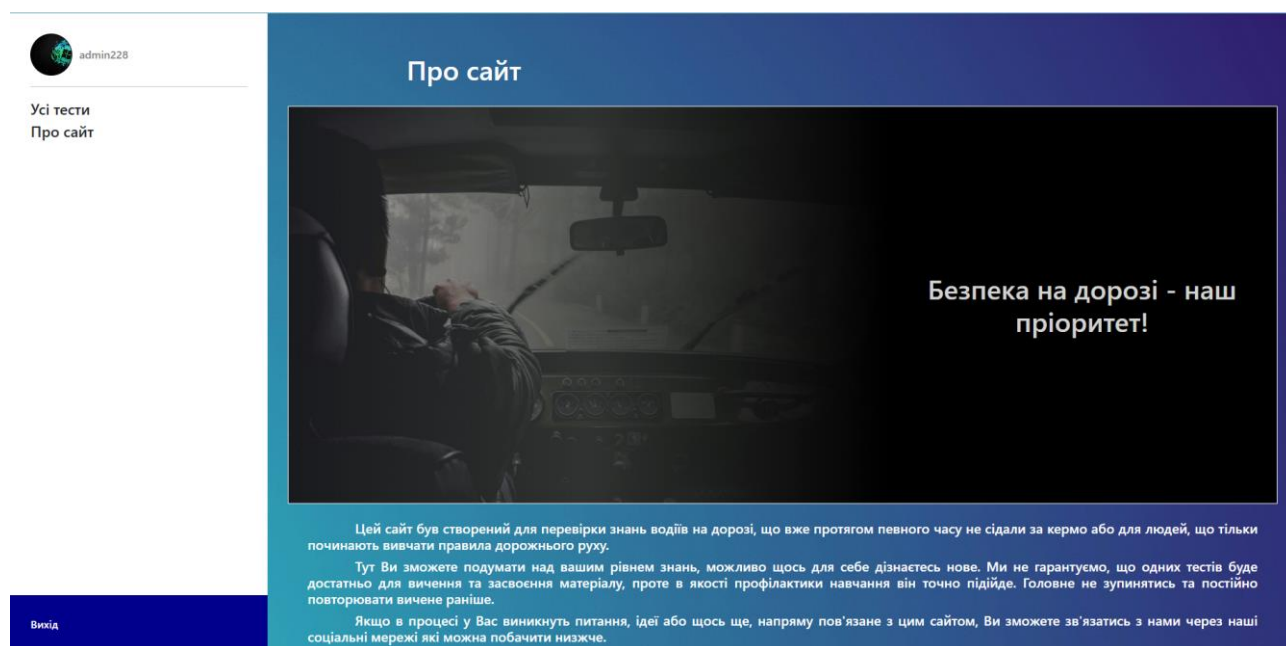 admin228
Усі тести
Про сайт
Вихід
Про сайт
Безпека на дорозі - наш
пріоритет!
Цей сайт був створений для перевірки знань водіїв на дорозі, що вже протягом певного часу не сідали за кермо або для людей, що тільки
починають вивчати правила дорожнього руху.
Тут Ви зможете подумати над вашим рівнем знань, можливо щось для себе дізнаєтесь нове. Ми не гарантуємо, що одних тестів буде
достатньо для вичення та засвоєння матеріалу, проте в якості профілактики навчання він точно підійде. Головне не зупинятись та постійно
повторювати вичене раніше.
Якщо в процесі у Вас виникнуть питання, ідеї або щось ще, напряму пов'язане з цим сайтом, Ви зможете зв'язатись з нами через наші
соціальні мережі які можна побачити низжче.